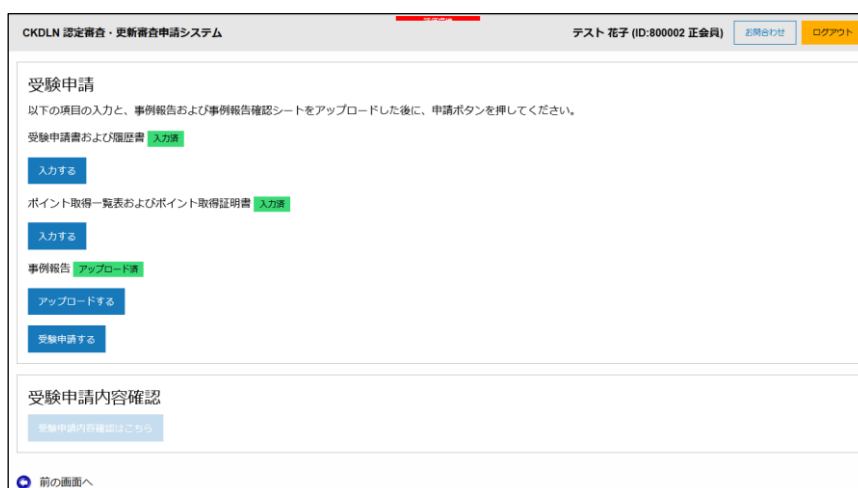 CKDLN 認定審査・更新審査申請システム
テスト 花子 (ID:800002 正会員)
お問合わせ
ログアウト
受験申請
以下の項目の入力と、事例報告および事例報告確認シートをアップロードした後に、申請ボタンを押してください。
受験申請書および履歴書 入力済
入力する
ポイント取得一覧表およびポイント取得証明書 入力済
入力する
事例報告 アップロード済
アップロードする
受験申請する
受験申請内容確認
受験申請内容確認はこちら
前の画面へ